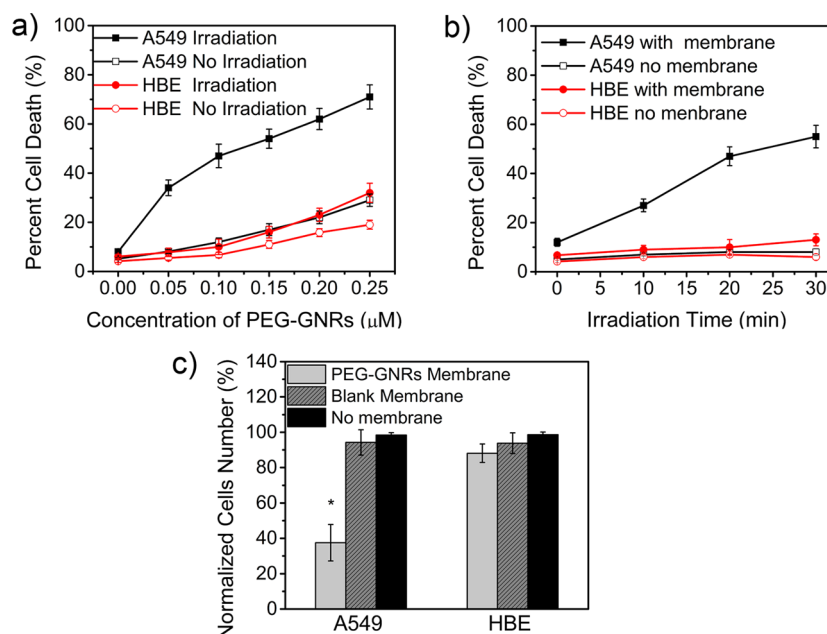 a)
Percent Cell Death (%)
80
60
40
20
0
A549 Irradiation
A549 No Irradiation
HBE Irradiation
HBE No Irradiation
0.00 0.05 0.10 0.15 0.20 0.25
Concentration of PEG-GNRs (μM)
b)
Percent Cell Death (%)
100
80
60
40
20
0
A549 with membrane
A549 no membrane
HBE with membrane
HBE no menbrane
0 5 10 15 20 25 30
Irradiation Time (min)
c)
Normalized Cells Number (%)
140
120
100
80
60
40
20
0
PEG-GNRs Membrane
Blank Membrane
No membrane
*
A549 HBE